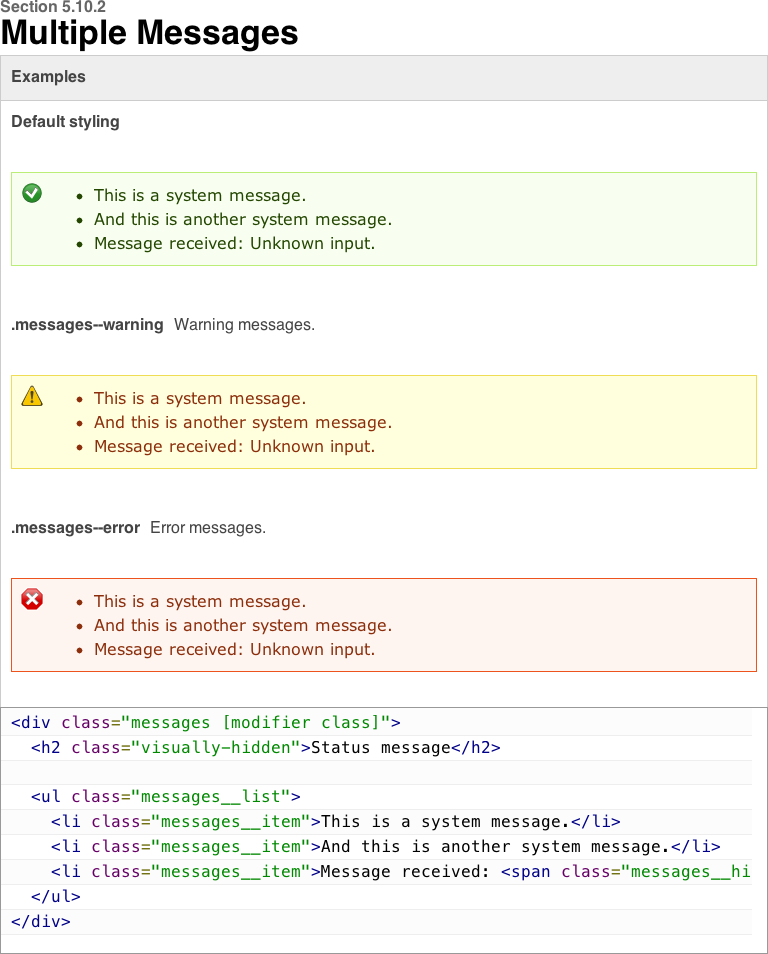 Section 5.10.2
Multiple Messages
Examples
Default styling
• This is a system message.
• And this is another system message.
• Message received: Unknown input.
.messages--warning Warning messages.
• This is a system message.
• And this is another system message.
• Message received: Unknown input.
.messages--error Error messages.
• This is a system message.
• And this is another system message.
• Message received: Unknown input.
<div class="messages [modifier class]">
  <h2 class="visually-hidden">Status message</h2>
  <ul class="messages__list">
    <li class="messages__item">This is a system message.</li>
    <li class="messages__item">And this is another system message.</li>
    <li class="messages__item">Message received: <span class="messages__hi
  </ul>
</div>